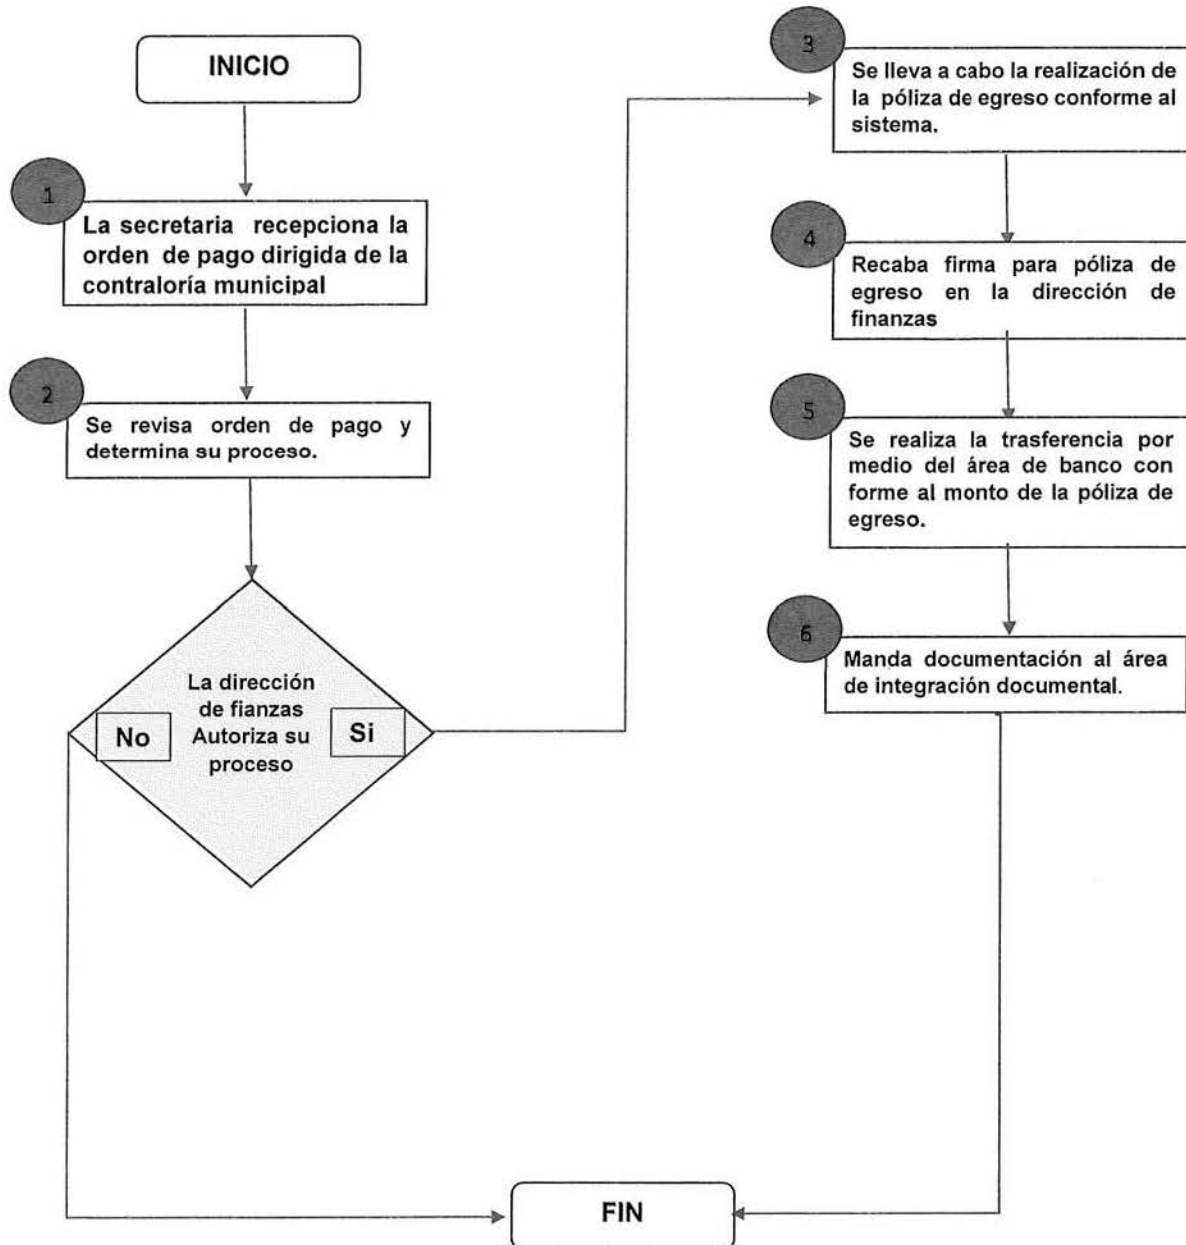 INICIO
1
La secretaria recepciona la
orden de pago dirigida de la
contraloría municipal
2
Se revisa orden de pago y
determina su proceso.
La dirección
de fianzas
Autoriza su
proceso
No
Si
3
Se lleva a cabo la realización de
la póliza de egreso conforme al
sistema.
4
Recaba firma para póliza de
egreso en la dirección de
finanzas
5
Se realiza la trasferencia por
medio del área de banco con
forme al monto de la póliza de
egreso.
6
Manda documentación al área
de integración documental.
FIN